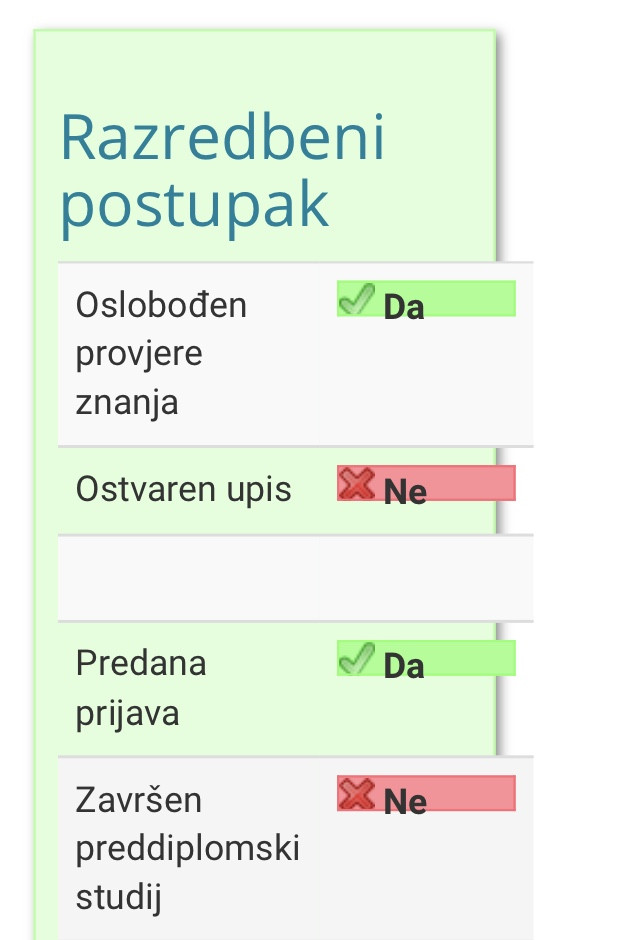 Razredbeni
postupak
Oslobođen
provjere
znanja
Da
Ostvaren upis
Ne
Predana
prijava
Da
Završen
preddiplomski
studij
Ne